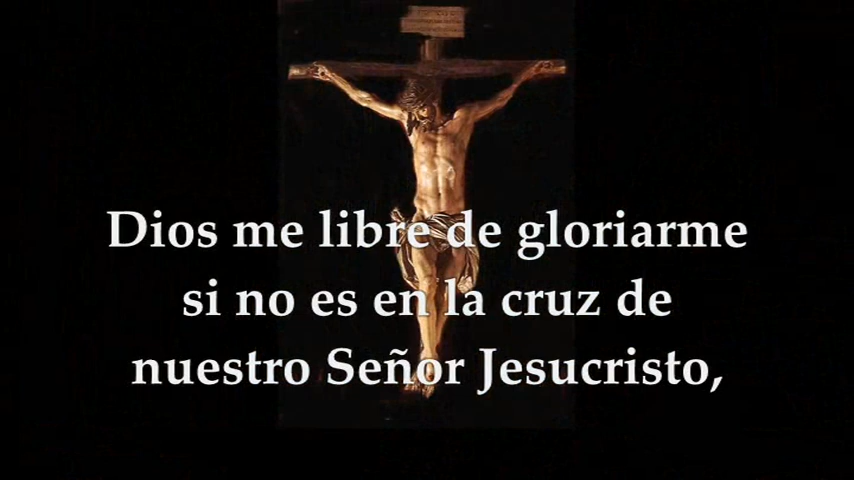 Dios me libre de gloriarme
si no es en la cruz de
nuestro Señor Jesucristo,